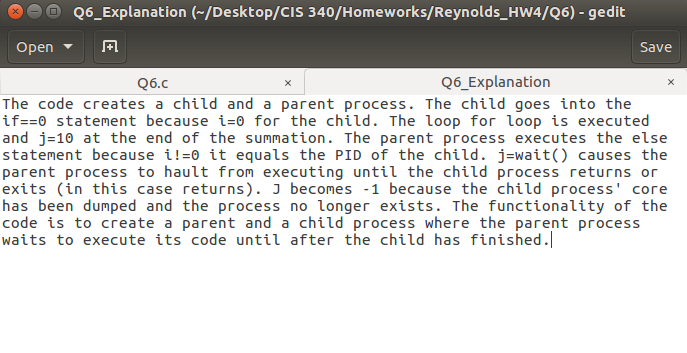 Q6_Explanation (~/Desktop/CIS 340/Homeworks/Reynolds_HW4/Q6) - gedit
Open Save
Q6.c × Q6_Explanation ×
The code creates a child and a parent process. The child goes into the
if==0 statement because i=0 for the child. The loop for loop is executed
and j=10 at the end of the summation. The parent process executes the else
statement because i!=0 it equals the PID of the child. j=wait() causes the
parent process to hault from executing until the child process returns or
exits (in this case returns). J becomes -1 because the child process' core
has been dumped and the process no longer exists. The functionality of the
code is to create a parent and a child process where the parent process
waits to execute its code until after the child has finished.